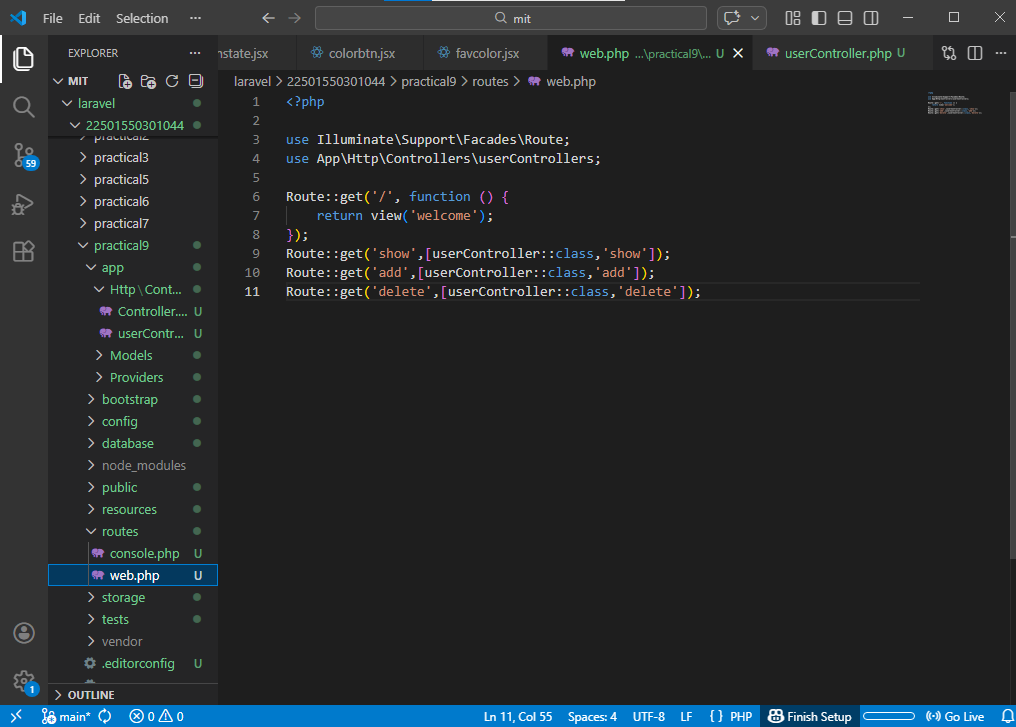 File Edit Selection ··· mit
EXPLORER ···
nstate.jsx colorbtn.jsx favcolor.jsx web.php ...\practical9\... U userController.php U ···
MIT
laravel
22501550301044
practical2
practical3
practical5
practical6
practical7
practical9
app
Http \ Cont...
Controller.... U
userContr... U
Models
Providers
bootstrap
config
database
node_modules
public
resources
routes
console.php U
web.php U
storage
tests
vendor
.editorconfig U
OUTLINE
laravel > 22501550301044 > practical9 > routes > web.php
1 <?php
2
3 use Illuminate\Support\Facades\Route;
4 use App\Http\Controllers\userControllers;
5
6 Route::get('/', function () {
7 return view('welcome');
8 });
9 Route::get('show',[userController::class,'show']);
10 Route::get('add',[userController::class,'add']);
11 Route::get('delete',[userController::class,'delete']);
59
1
main* 0 0 Ln 11, Col 55 Spaces: 4 UTF-8 LF { } PHP Finish Setup Go Live